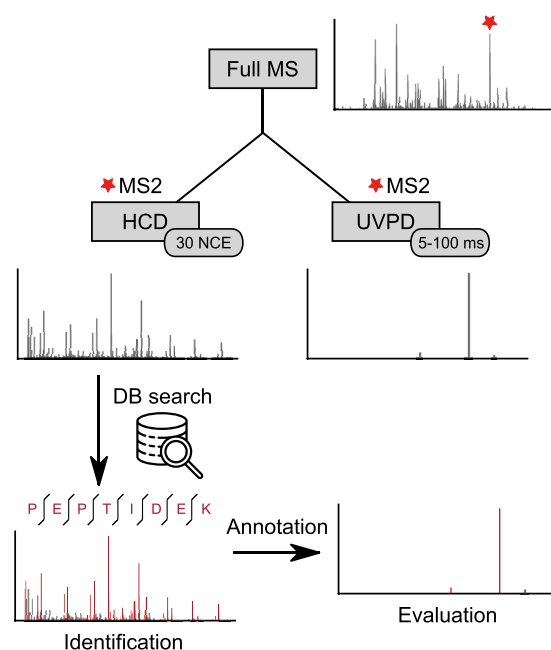 Full MS
MS2
MS2
HCD
UVPD
30 NCE
5-100 ms
DB search
P E P T I D E K
Annotation
Evaluation
Identification